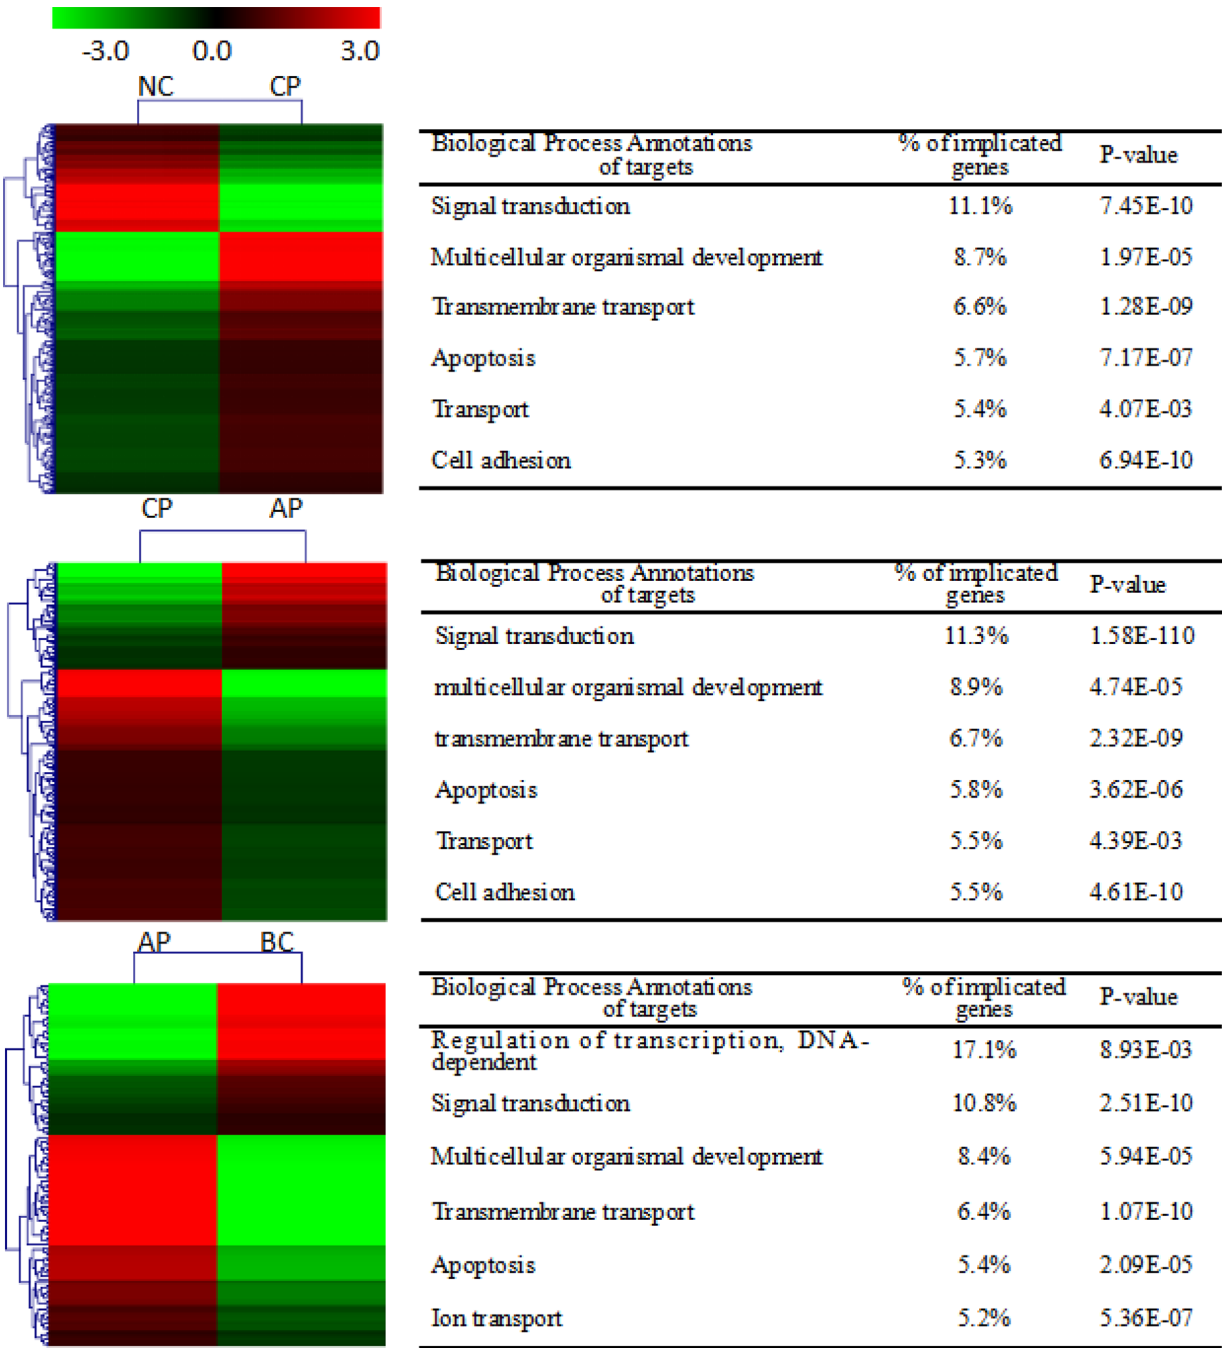 -3.0 0.0 3.0
NC CP
Biological Process Annotations of targets % of implicated genes P-value
Signal transduction 11.1% 7.45E-10
Multicellular organismal development 8.7% 1.97E-05
Transmembrane transport 6.6% 1.28E-09
Apoptosis 5.7% 7.17E-07
Transport 5.4% 4.07E-03
Cell adhesion 5.3% 6.94E-10
CP AP
Biological Process Annotations of targets % of implicated genes P-value
Signal transduction 11.3% 1.58E-110
multicellular organismal development 8.9% 4.74E-05
transmembrane transport 6.7% 2.32E-09
Apoptosis 5.8% 3.62E-06
Transport 5.5% 4.39E-03
Cell adhesion 5.5% 4.61E-10
AP BC
Biological Process Annotations of targets % of implicated genes P-value
Regulation of transcription, DNA-dependent 17.1% 8.93E-03
Signal transduction 10.8% 2.51E-10
Multicellular organismal development 8.4% 5.94E-05
Transmembrane transport 6.4% 1.07E-10
Apoptosis 5.4% 2.09E-05
Ion transport 5.2% 5.36E-07